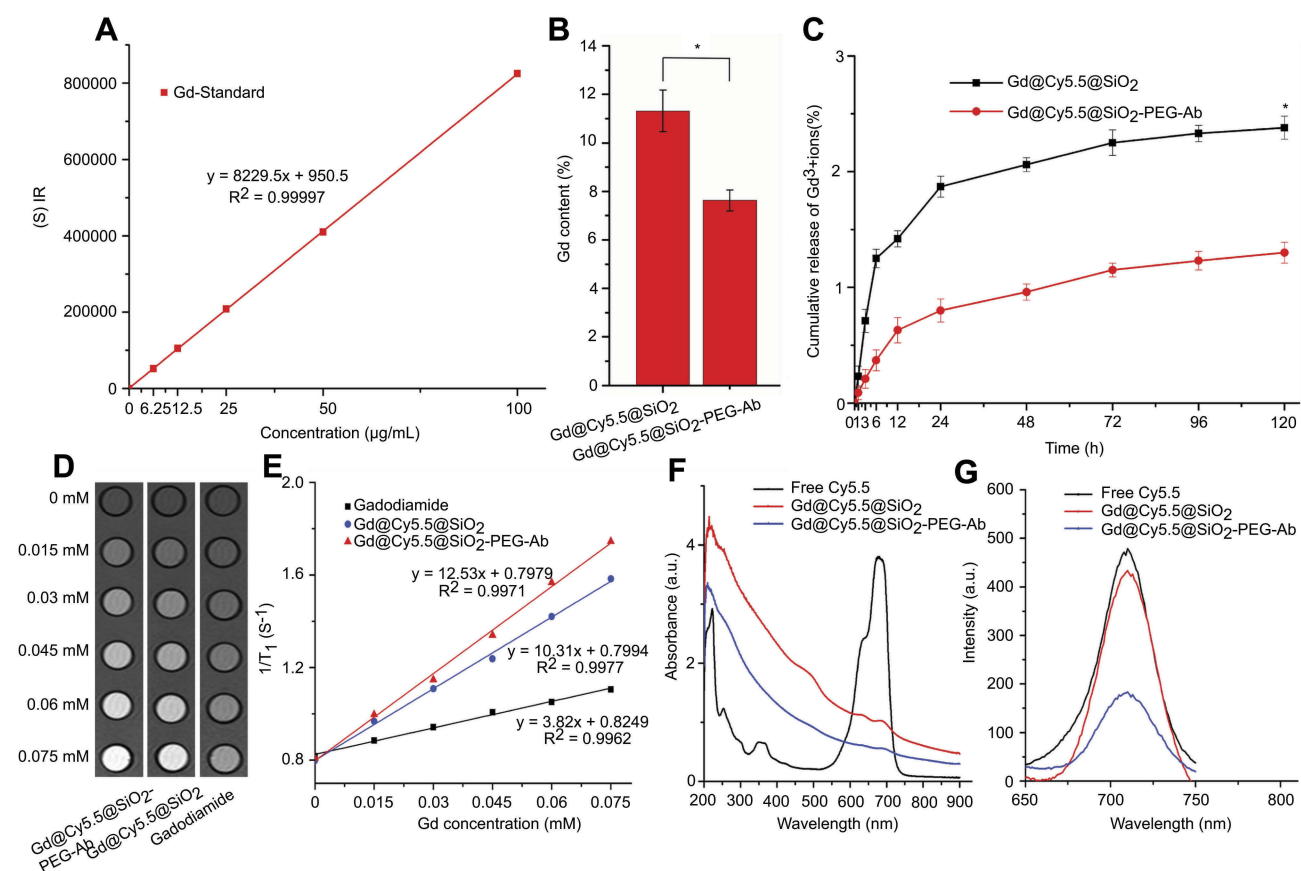 A
800000
600000
400000
200000
0
(S) IR
Gd-Standard
y = 8229.5x + 950.5
R2 = 0.99997
0 6.25 12.5 25 50 100
Concentration (µg/mL)
B
14
12
10
8
6
4
2
0
Gd content (%)
*
Gd@Cy5.5@SiO2
Gd@Cy5.5@SiO2-PEG-Ab
C
3
2
1
0
Cumulative release of Gd3+ions(%)
Gd@Cy5.5@SiO2
Gd@Cy5.5@SiO2-PEG-Ab
*
0 1 3 6 12 24 48 72 96 120
Time (h)
D
0 mM
0.015 mM
0.03 mM
0.045 mM
0.06 mM
0.075 mM
Gd@Cy5.5@SiO2-
PEG-Ab
Gd@Cy5.5@SiO2
Gadodiamide
E
2.0
1.6
1.2
0.8
1/T1 (S-1)
Gadodiamide
Gd@Cy5.5@SiO2
Gd@Cy5.5@SiO2-PEG-Ab
y = 12.53x + 0.7979
R2 = 0.9971
y = 10.31x + 0.7994
R2 = 0.9977
y = 3.82x + 0.8249
R2 = 0.9962
0 0.015 0.03 0.045 0.06 0.075
Gd concentration (mM)
F
4
2
0
Absorbance (a.u.)
Free Cy5.5
Gd@Cy5.5@SiO2
Gd@Cy5.5@SiO2-PEG-Ab
200 300 400 500 600 700 800 900
Wavelength (nm)
G
600
500
450
400
300
250
200
150
100
50
0
Intensity (a.u.)
Free Cy5.5
Gd@Cy5.5@SiO2
Gd@Cy5.5@SiO2-PEG-Ab
650 700 750 800
Wavelength (nm)